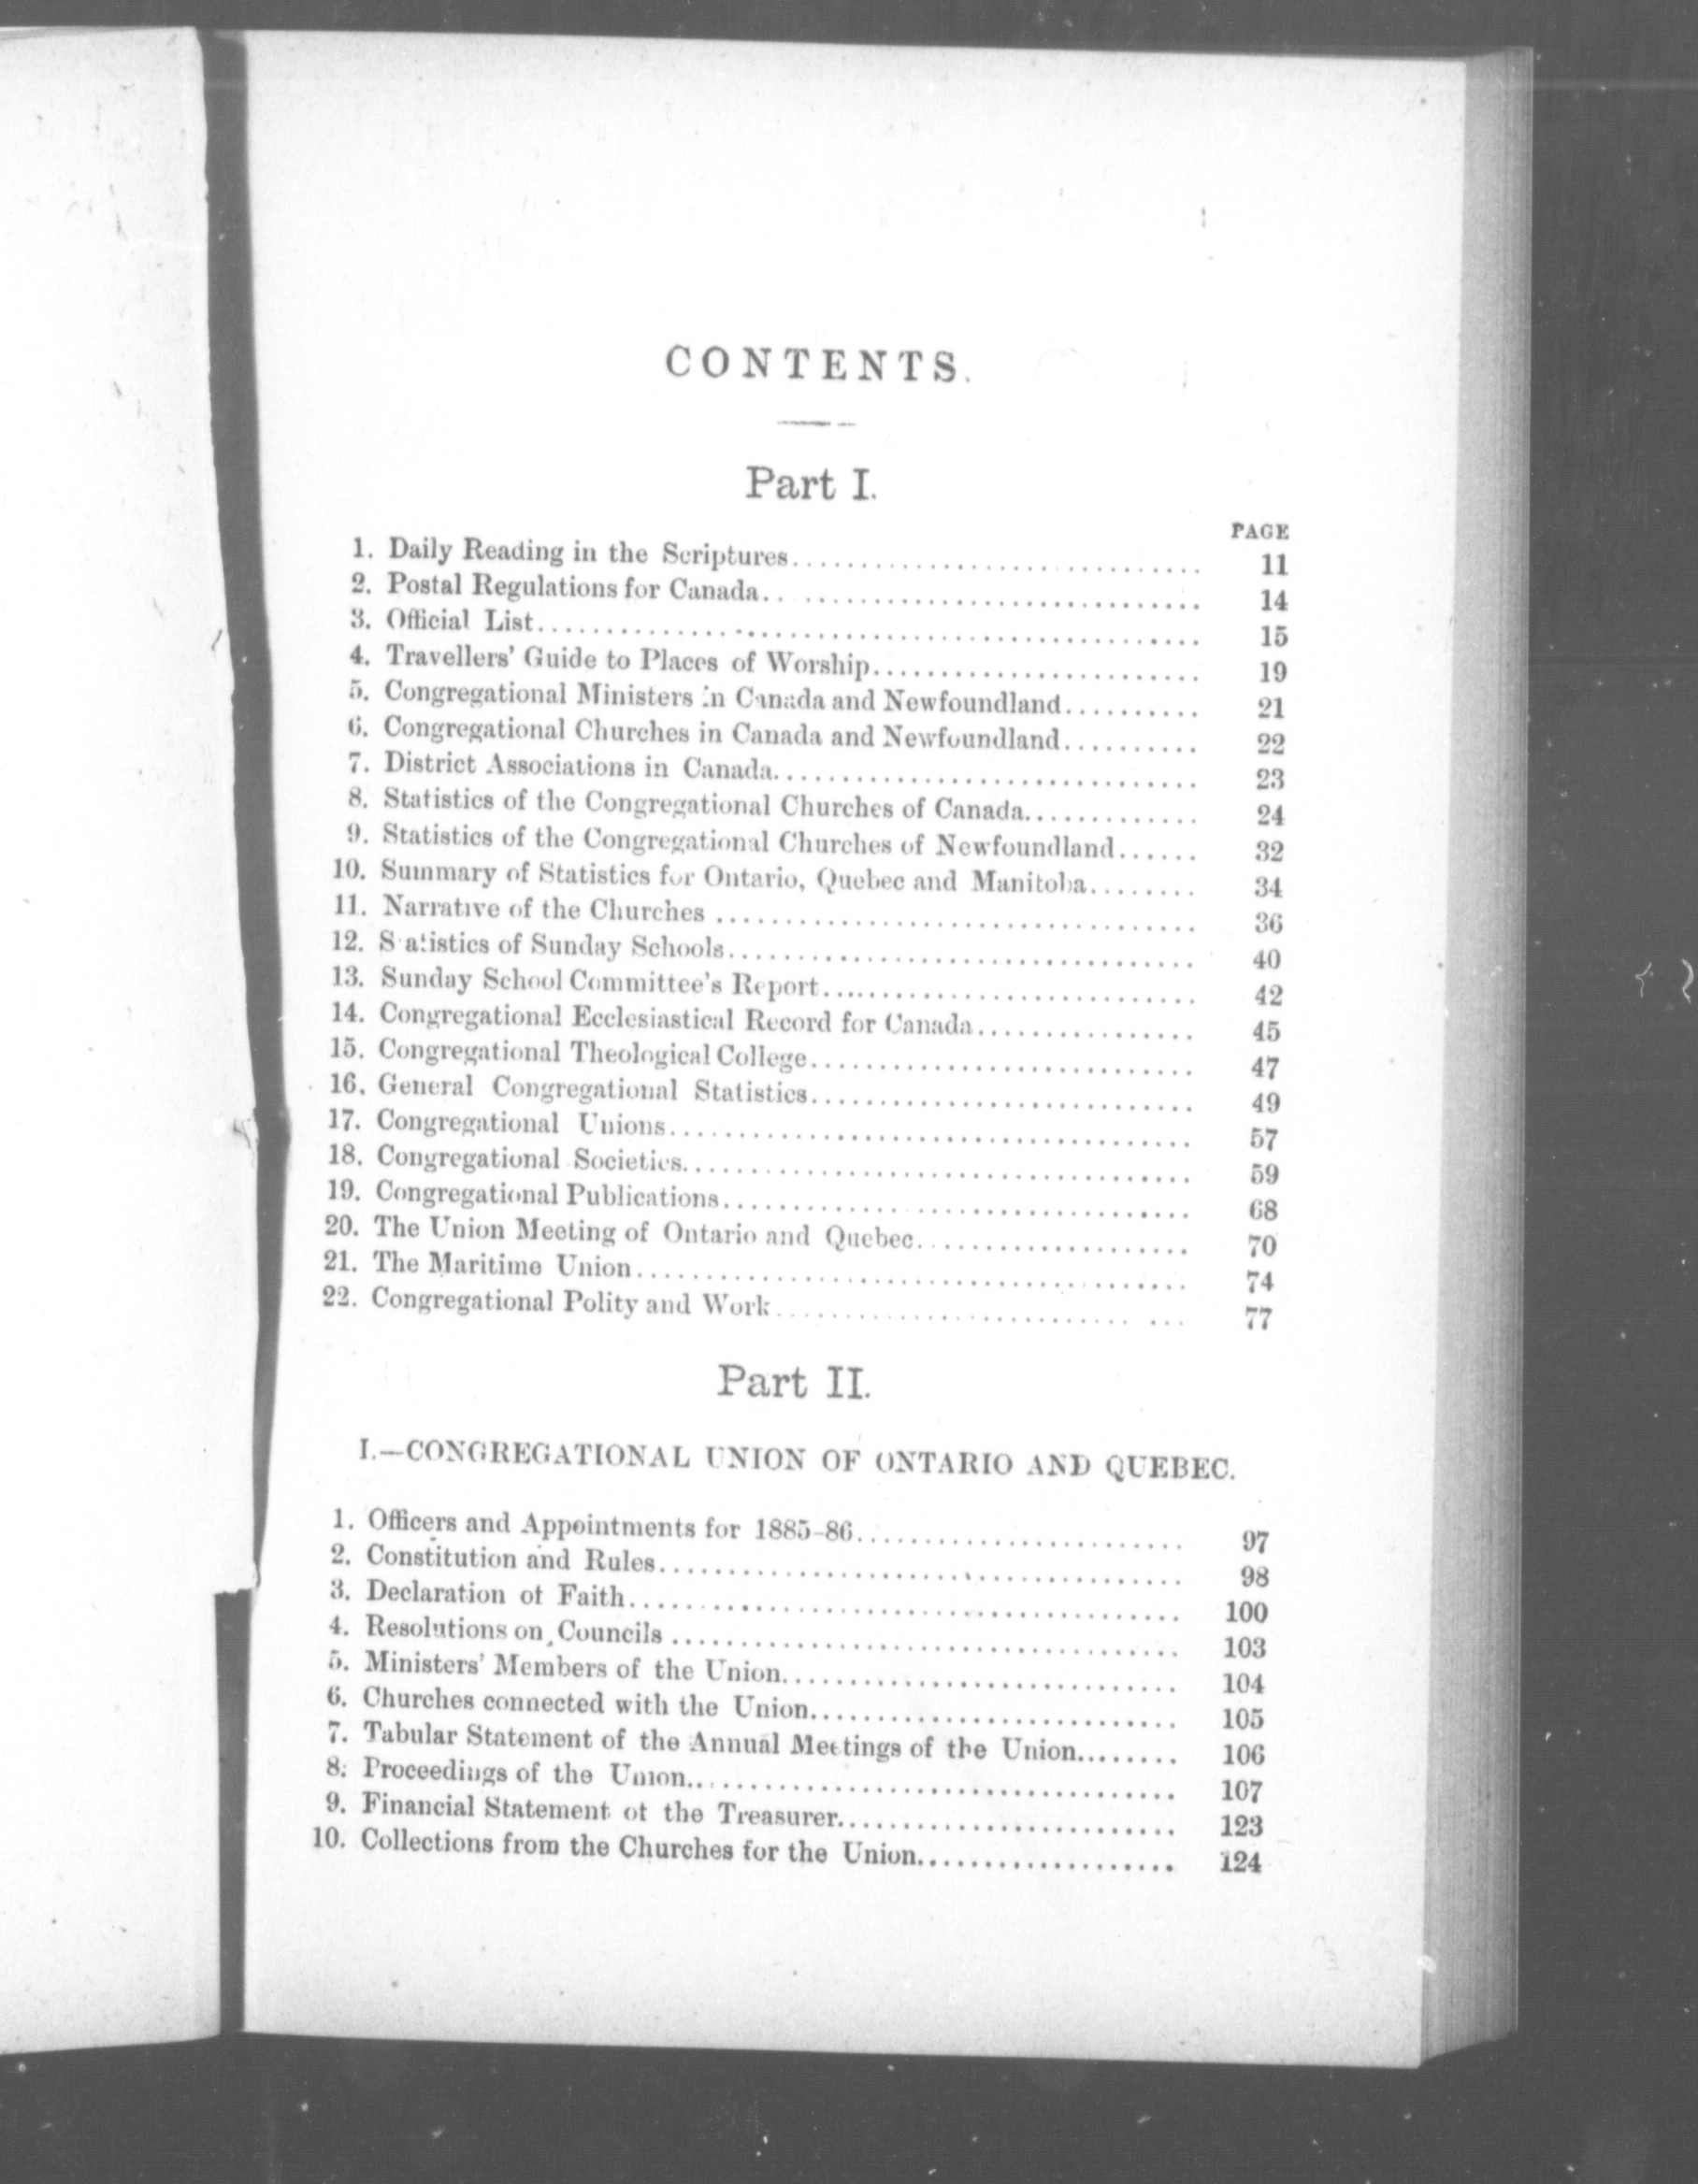 CONTENTS.
Part I.
PAGE
1. Daily Reading in the Scriptures................................ 11
2. Postal Regulations for Canada................................ 14
3. Official List................................................ 15
4. Travellers' Guide to Places of Worship........................ 19
5. Congregational Ministers in Canada and Newfoundland.......... 21
6. Congregational Churches in Canada and Newfoundland.......... 22
7. District Associations in Canada............................... 23
8. Statistics of the Congregational Churches of Canada............. 24
9. Statistics of the Congregational Churches of Newfoundland...... 32
10. Summary of Statistics for Ontario, Quebec and Manitoba........ 34
11. Narrative of the Churches ................................... 36
12. Statistics of Sunday Schools.................................. 40
13. Sunday School Committee's Report........................... 42
14. Congregational Ecclesiastical Record for Canada................ 45
15. Congregational Theological College............................ 47
16. General Congregational Statistics............................ 49
17. Congregational Unions...................................... 57
18. Congregational Societies..................................... 59
19. Congregational Publications.................................. 68
20. The Union Meeting of Ontario and Quebec.................... 70
21. The Maritime Union........................................ 74
22. Congregational Polity and Work............................. 77
Part II.
I.—CONGREGATIONAL UNION OF ONTARIO AND QUEBEC.
1. Officers and Appointments for 1885-86........................ 97
2. Constitution and Rules...................................... 98
3. Declaration of Faith........................................ 100
4. Resolutions on Councils ..................................... 103
5. Ministers' Members of the Union............................. 104
6. Churches connected with the Union........................... 105
7. Tabular Statement of the Annual Meetings of the Union........ 106
8. Proceedings of the Union.................................... 107
9. Financial Statement of the Treasurer......................... 123
10. Collections from the Churches for the Union................... 124